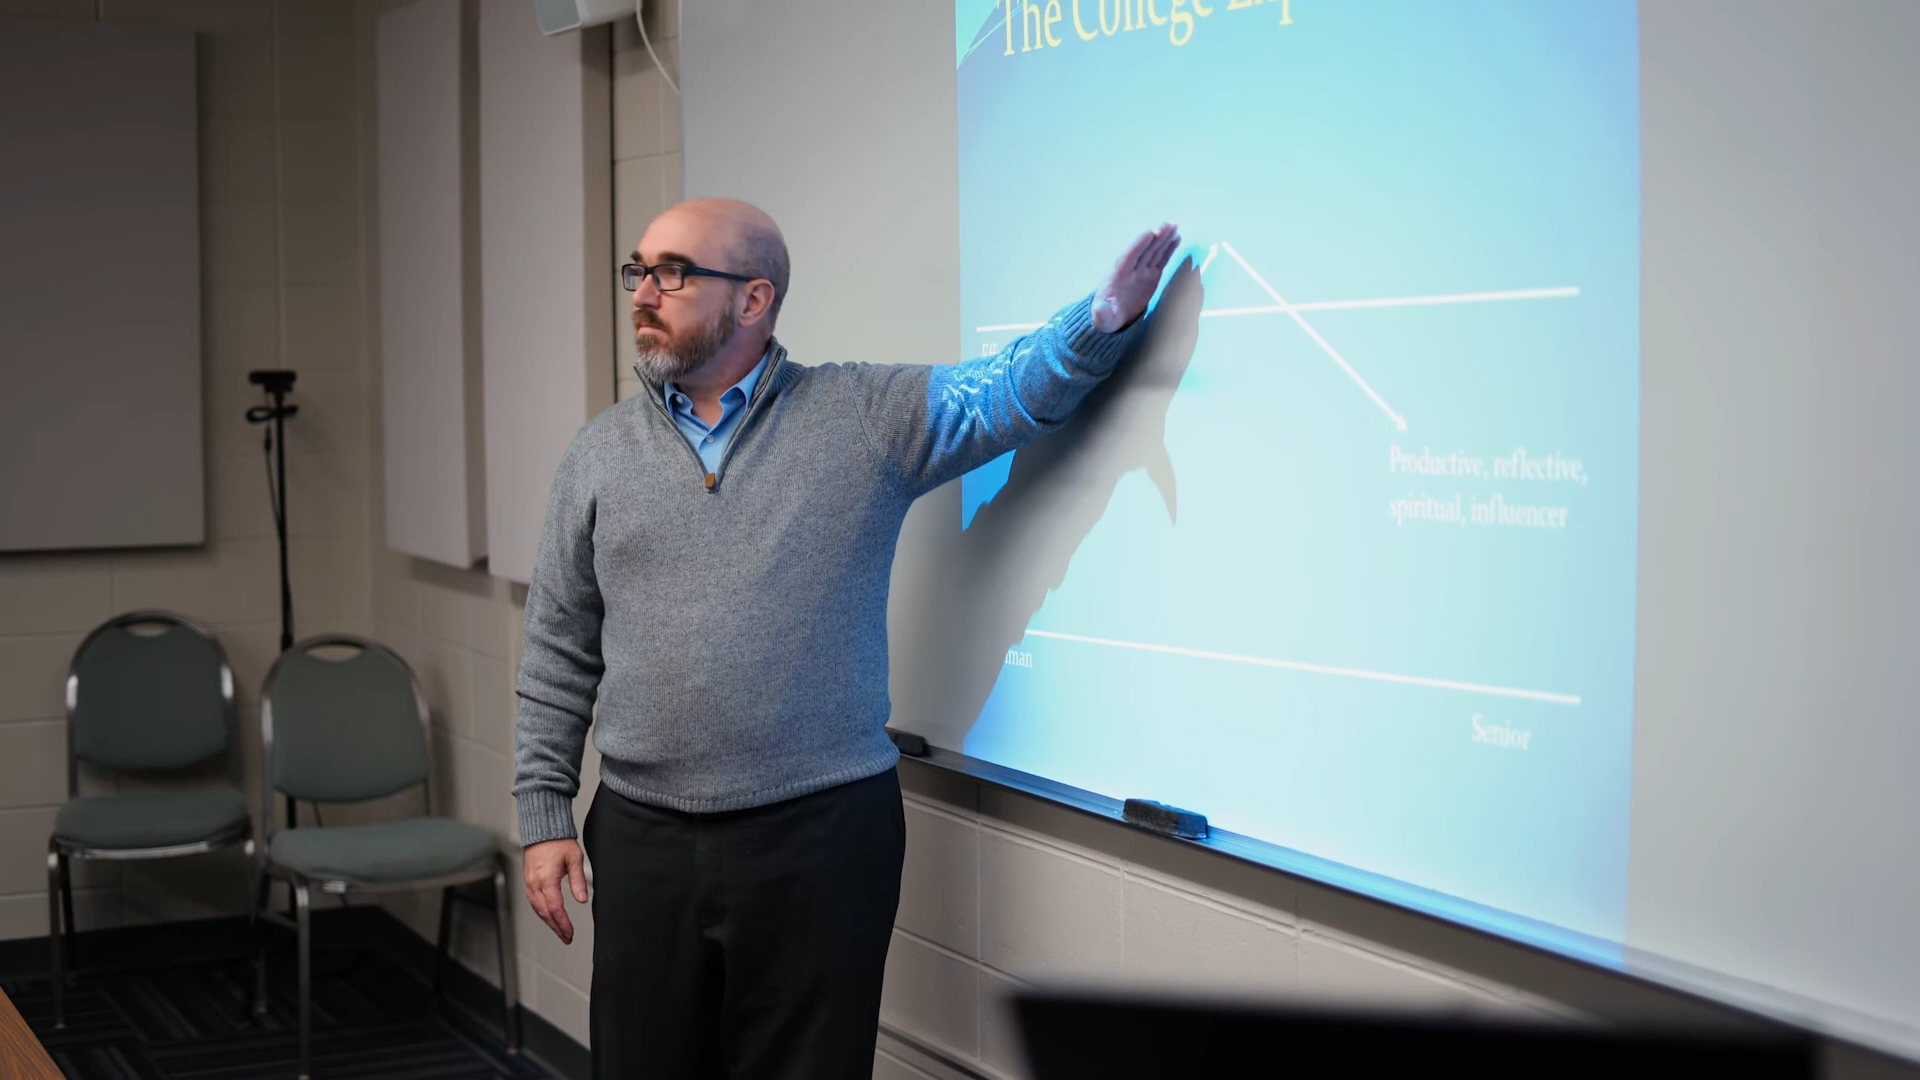 The College
Productive, reflective,
spiritual, influencer
Senior